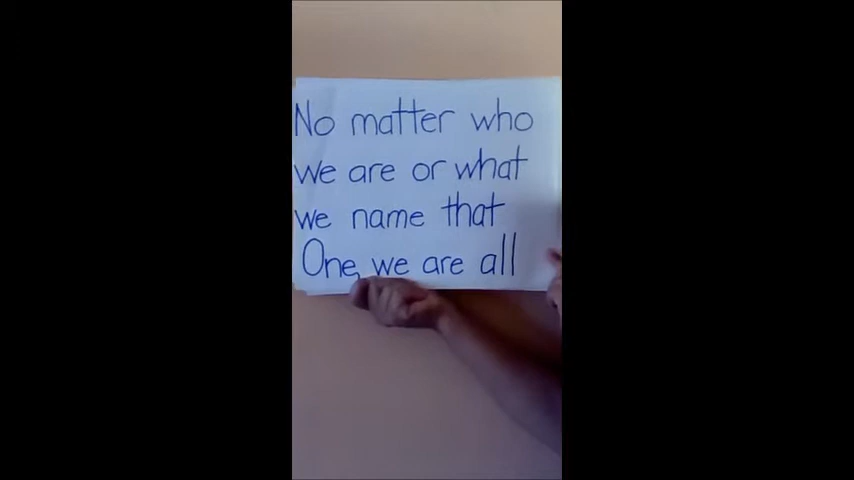 No matter who
we are or what
we name that
One, we are all